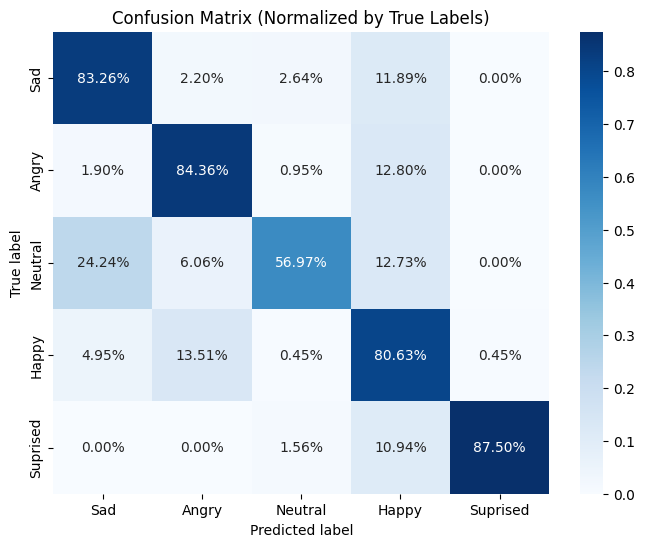 Confusion Matrix (Normalized by True Labels)
True label
Sad 83.26% 2.20% 2.64% 11.89% 0.00%
Angry 1.90% 84.36% 0.95% 12.80% 0.00%
Neutral 24.24% 6.06% 56.97% 12.73% 0.00%
Happy 4.95% 13.51% 0.45% 80.63% 0.45%
Suprised 0.00% 0.00% 1.56% 10.94% 87.50%
Sad Angry Neutral Happy Suprised
Predicted label
0.8
0.7
0.6
0.5
0.4
0.3
0.2
0.1
0.0